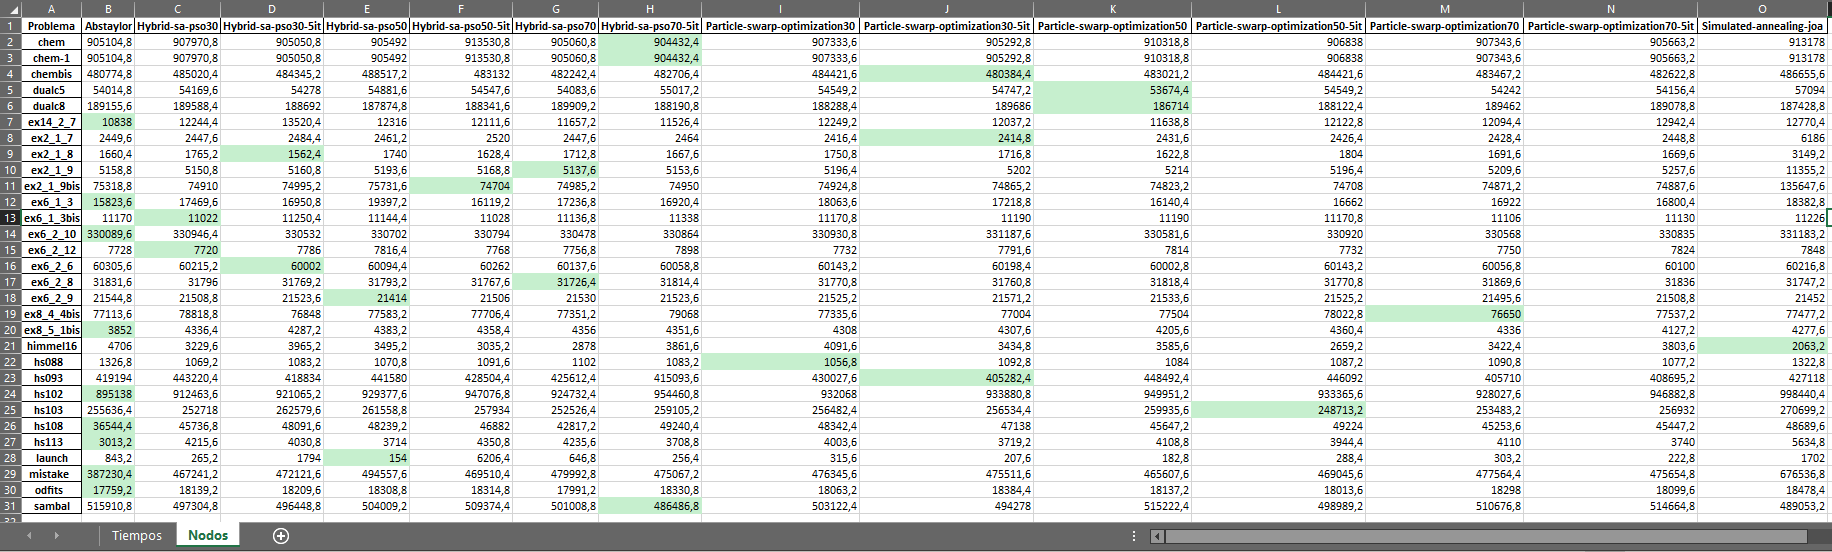 A B C D E F G H I J K L M N O
1 Problema Abstaylor Hybrid-sa-pso30 Hybrid-sa-pso30-5it Hybrid-sa-pso50 Hybrid-sa-pso50-5it Hybrid-sa-pso70 Hybrid-sa-pso70-5it Particle-swarp-optimization30 Particle-swarp-optimization30-5it Particle-swarp-optimization50 Particle-swarp-optimization50-5it Particle-swarp-optimization70 Particle-swarp-optimization70-5it Simulated-annealing-joa
2 chem 905104,8 907970,8 905050,8 905492 913530,8 905060,8 904432,4 907333,6 905292,8 910318,8 906838 907343,6 905663,2 913178
3 chem-1 905104,8 907970,8 905050,8 905492 913530,8 905060,8 904432,4 907333,6 905292,8 910318,8 906838 907343,6 905663,2 913178
4 chembis 480774,8 485020,4 484345,2 488517,2 483132 482242,4 482706,4 484421,6 480384,4 483021,2 484421,6 483467,2 482622,8 486655,6
5 dualc5 54014,8 54169,6 54278 54881,6 54547,6 54083,6 55017,2 54549,2 54747,2 53674,4 54549,2 54242 54156,4 57094
6 dualc8 189155,6 189588,4 188692 187874,8 188341,6 189909,2 188190,8 188288,4 189686 186714 188122,4 189462 189078,8 187428,8
7 ex14_2_7 10838 12244,4 13520,4 12316 12111,6 11657,2 11526,4 12249,2 12037,2 11638,8 12122,8 12094,4 12942,4 12770,4
8 ex2_1_7 2449,6 2447,6 2484,4 2461,2 2520 2447,6 2464 2416,4 2414,8 2431,6 2426,4 2428,4 2448,8 6186
9 ex2_1_8 1660,4 1765,2 1562,4 1740 1628,4 1712,8 1667,6 1750,8 1716,8 1622,8 1804 1691,6 1669,6 3149,2
10 ex2_1_9 5158,8 5150,8 5160,8 5193,6 5168,8 5137,6 5153,6 5196,4 5202 5214 5196,4 5209,6 5257,6 11355,2
11 ex2_1_9bis 75318,8 74910 74995,2 75731,6 74704 74985,2 74950 74924,8 74865,2 74823,2 74708 74871,2 74887,6 135647,6
12 ex6_1_3 15823,6 17469,6 16950,8 19397,2 16119,2 17236,8 16920,4 18063,6 17218,8 16140,4 16662 16922 16800,4 18382,8
13 ex6_1_3bis 11170 11022 11250,4 11144,4 11028 11136,8 11338 11170,8 11190 11190 11170,8 11106 11130 11226
14 ex6_2_10 330089,6 330946,4 330532 330702 330794 330478 330864 330930,8 331187,6 330581,6 330920 330568 330835 331183,2
15 ex6_2_12 7728 7720 7786 7816,4 7768 7756,8 7898 7732 7791,6 7814 7732 7750 7824 7848
16 ex6_2_6 60305,6 60215,2 60002 60094,4 60262 60137,6 60058,8 60143,2 60198,4 60002,8 60143,2 60056,8 60100 60216,8
17 ex6_2_8 31831,6 31796 31769,2 31793,2 31767,6 31726,4 31814,4 31770,8 31760,8 31818,4 31770,8 31869,6 31836 31747,2
18 ex6_2_9 21544,8 21508,8 21523,6 21414 21506 21530 21523,6 21525,2 21571,2 21533,6 21525,2 21495,6 21508,8 21452
19 ex8_4_4bis 77113,6 78818,8 76848 77583,2 77706,4 77351,2 79068 77335,6 77004 77504 78022,8 76650 77537,2 77477,2
20 ex8_5_1bis 3852 4336,4 4287,2 4383,2 4358,4 4356 4351,6 4308 4307,6 4205,6 4360,4 4336 4127,2 4277,6
21 himmel16 4706 3229,6 3965,2 3495,2 3035,2 2878 3861,6 4091,6 3434,8 3585,6 2659,2 3422,4 3803,6 2063,2
22 hs088 1326,8 1069,2 1083,2 1070,8 1091,6 1102 1083,2 1056,8 1092,8 1084 1087,2 1090,8 1077,2 1322,8
23 hs093 419194 443220,4 418834 441580 428504,4 425612,4 415093,6 430027,6 405282,4 448492,4 446092 405710 408695,2 427118
24 hs102 895138 912463,6 921065,2 929377,6 947076,8 924732,4 954460,8 932068 933880,8 949951,2 933365,6 928027,6 946882,8 998440,4
25 hs103 255636,4 252718 262579,6 261558,8 257934 252526,4 259105,2 256482,4 256534,4 259935,6 248713,2 253483,2 256932 270699,2
26 hs108 36544,4 45736,8 48091,6 48239,2 46882 42817,2 49240,4 48342,4 47138 45647,2 49224 45253,6 45447,2 48689,6
27 hs113 3013,2 4215,6 4030,8 3714 4350,8 4235,6 3708,8 4003,6 3719,2 4108,8 3944,4 4110 3740 5634,8
28 launch 843,2 265,2 1794 154 6206,4 646,8 256,4 315,6 207,6 182,8 288,4 303,2 222,8 1702
29 mistake 387230,4 467241,2 472121,6 494557,6 469510,4 479992,8 475067,2 476345,6 475511,6 465607,6 469045,6 477564,4 475654,8 676536,8
30 odfits 17759,2 18139,2 18209,6 18308,8 18314,8 17991,2 18330,8 18063,2 18384,4 18137,2 18013,6 18298 18099,6 18478,4
31 sambal 515910,8 497304,8 496448,8 504009,2 509374,4 501008,8 486486,8 503122,4 494278 515222,4 498989,2 510676,8 514664,8 489053,2
Tiempos Nodos